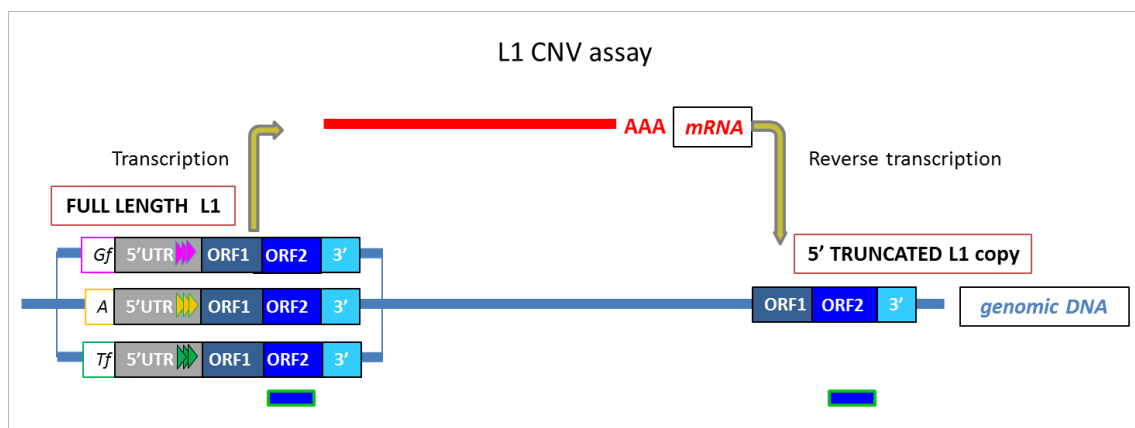 L1 CNV assay
AAA mRNA
Transcription
Reverse transcription
FULL LENGTH L1
5' TRUNCATED L1 copy
Gf 5'UTR ORF1 ORF2 3'
A 5'UTR ORF1 ORF2 3'
ORF1 ORF2 3'
genomic DNA
Tf 5'UTR ORF1 ORF2 3'